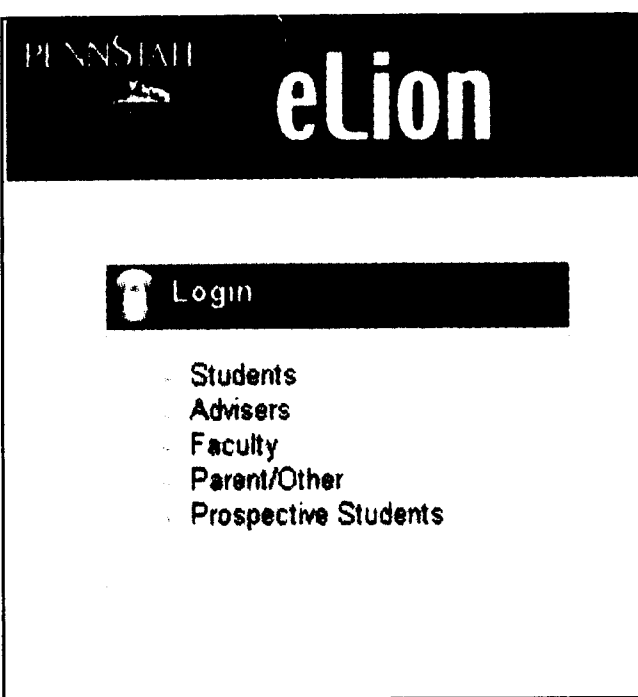 PENNSTATE
eLion
Login
Students
Advisers
Faculty
Parent/Other
Prospective Students